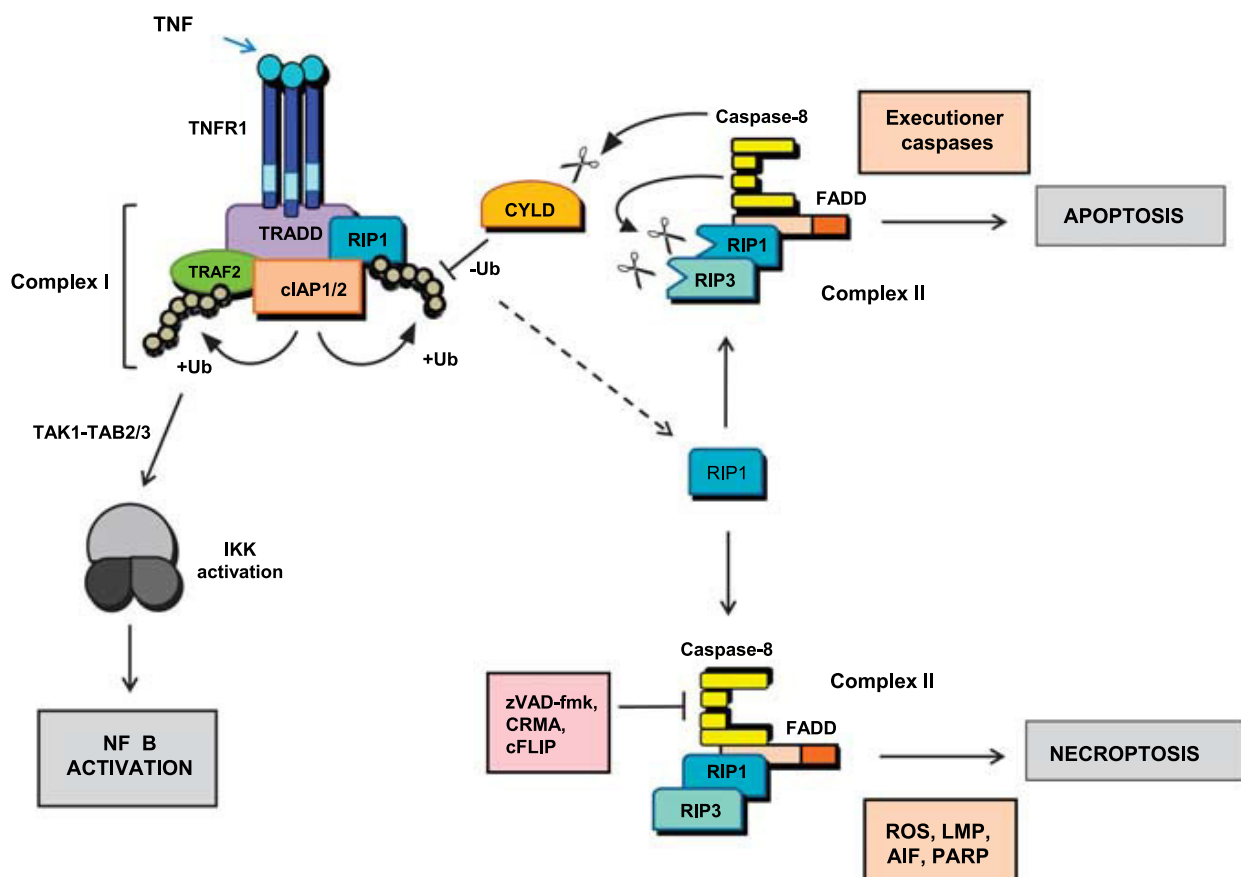 TNF
TNFR1
Complex I
TRADD
RIP1
TRAF2
cIAP1/2
+Ub
+Ub
CYLD
-Ub
TAK1-TAB2/3
IKK
activation
NF B
ACTIVATION
Caspase-8
FADD
RIP1
RIP3
Complex II
Executioner
caspases
APOPTOSIS
RIP1
Caspase-8
Complex II
zVAD-fmk,
CRMA,
cFLIP
FADD
RIP1
RIP3
NECROPTOSIS
ROS, LMP,
AIF, PARP